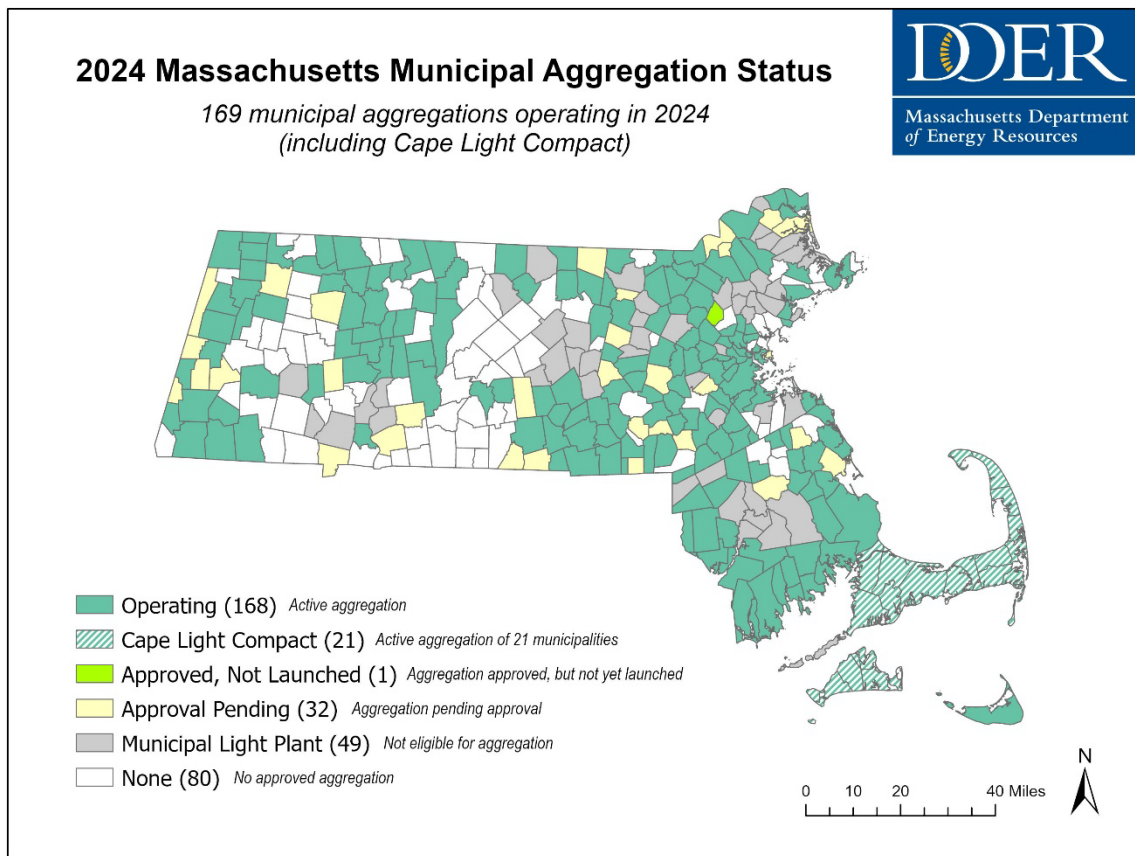 2024 Massachusetts Municipal Aggregation Status
169 municipal aggregations operating in 2024
(including Cape Light Compact)
DOER
Massachusetts Department
of Energy Resources
Operating (168) Active aggregation
Cape Light Compact (21) Active aggregation of 21 municipalities
Approved, Not Launched (1) Aggregation approved, but not yet launched
Approval Pending (32) Aggregation pending approval
Municipal Light Plant (49) Not eligible for aggregation
None (80) No approved aggregation
N
0 10 20 40 Miles